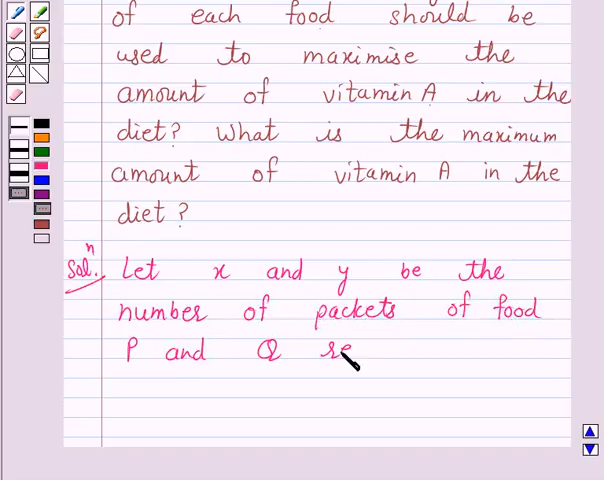 of each food should be
used to maximise the
amount of vitamin A in the
diet? What is the maximum
amount of vitamin A in the
diet?
Solⁿ. Let x and y be the
number of packets of food
P and Q re